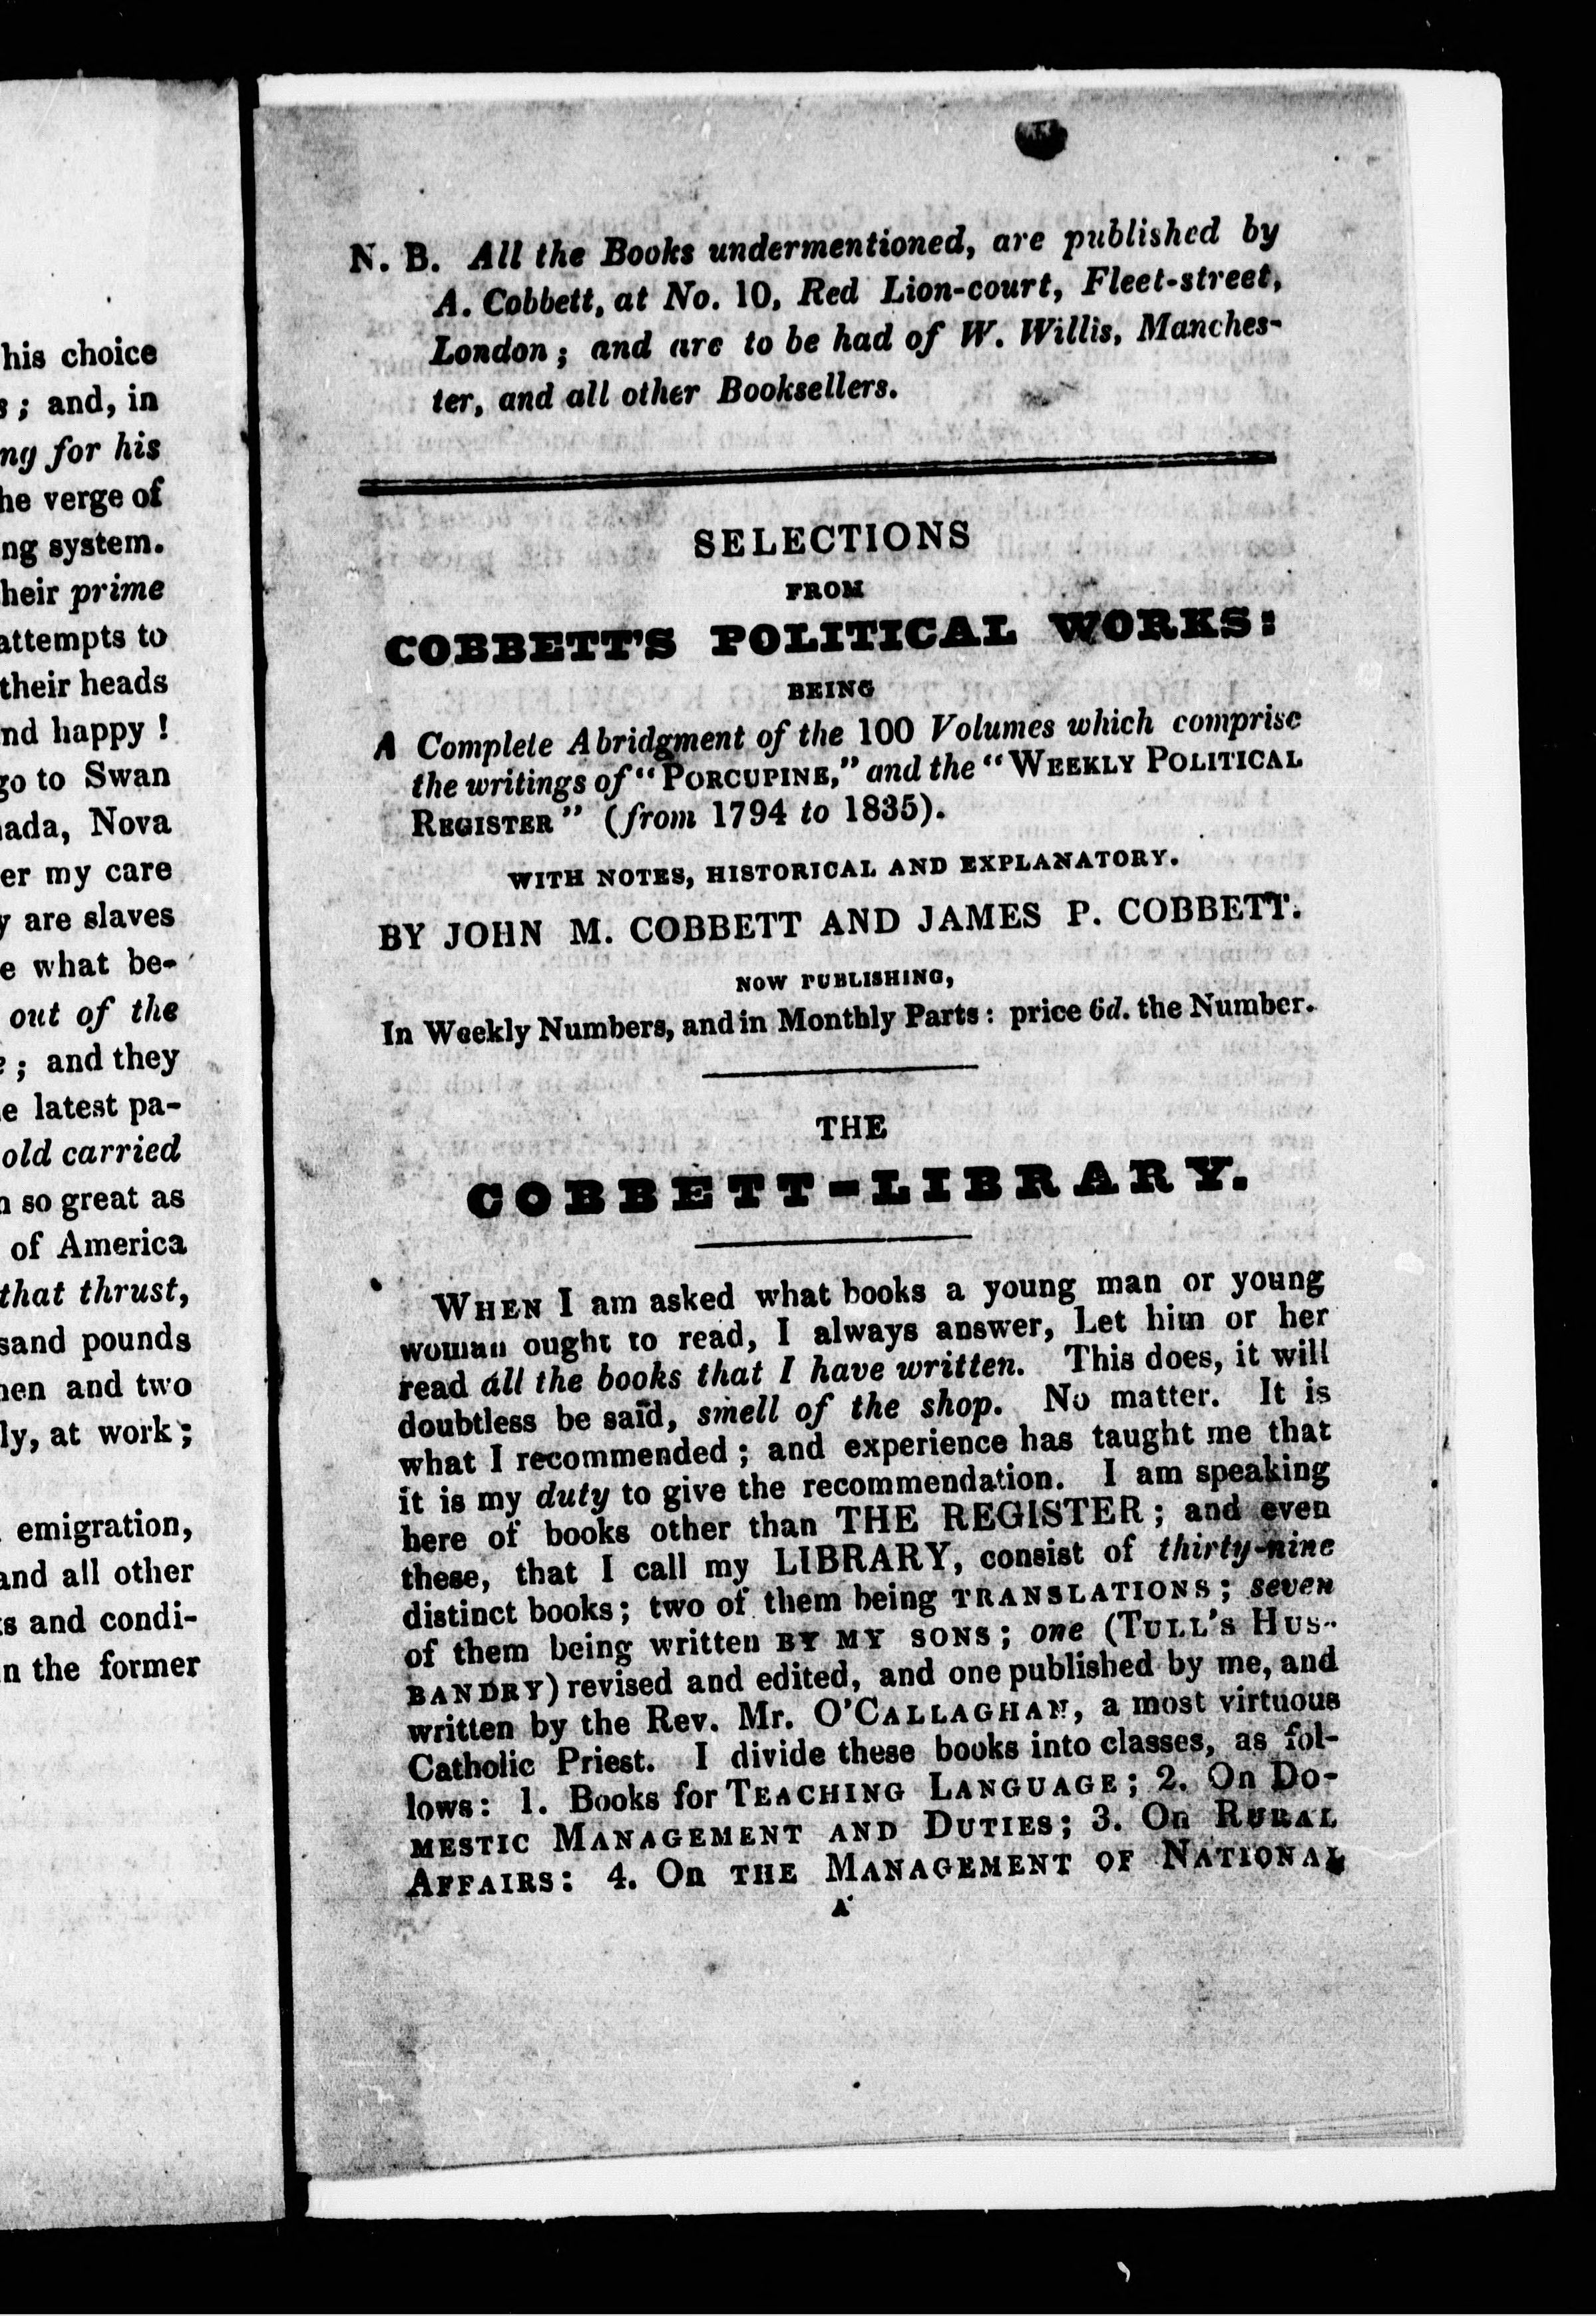 his choice
; and, in
ng for his
he verge of
ng system.
heir prime
attempts to
their heads
nd happy !
go to Swan
ada, Nova
er my care
y are slaves
e what be-
out of the
; and they
e latest pa-
old carried
n so great as
of America
that thrust,
sand pounds
nen and two
ly, at work ;
emigration,
and all other
s and condi-
n the former
N. B. All the Books undermentioned, are published by
A. Cobbett, at No. 10, Red Lion-court, Fleet-street,
London ; and are to be had of W. Willis, Manches-
ter, and all other Booksellers.
SELECTIONS
FROM
COBBETT'S POLITICAL WORKS:
BEING
A Complete Abridgment of the 100 Volumes which comprise
the writings of "PORCUPINE," and the "WEEKLY POLITICAL
REGISTER" (from 1794 to 1835).
WITH NOTES, HISTORICAL AND EXPLANATORY.
BY JOHN M. COBBETT AND JAMES P. COBBETT.
NOW PUBLISHING,
In Weekly Numbers, and in Monthly Parts : price 6d. the Number.
THE
COBBETT-LIBRARY.
WHEN I am asked what books a young man or young
woman ought to read, I always answer, Let him or her
read all the books that I have written. This does, it will
doubtless be said, smell of the shop. No matter. It is
what I recommended ; and experience has taught me that
it is my duty to give the recommendation. I am speaking
here of books other than THE REGISTER ; and even
these, that I call my LIBRARY, consist of thirty-nine
distinct books; two of them being TRANSLATIONS ; seven
of them being written BY MY SONS ; one (TULL'S HUS-
BANDRY) revised and edited, and one published by me, and
written by the Rev. Mr. O'CALLAGHAN, a most virtuous
Catholic Priest. I divide these books into classes, as fol-
lows : 1. Books for TEACHING LANGUAGE ; 2. On DO-
MESTIC MANAGEMENT AND DUTIES ; 3. On RURAL
AFFAIRS : 4. On THE MANAGEMENT OF NATIONAL
A